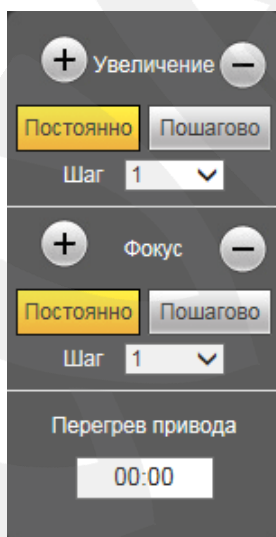 + Увеличение −
Постоянно Пошагово
Шаг 1
+ Фокус −
Постоянно Пошагово
Шаг 1
Перегрев привода
00:00